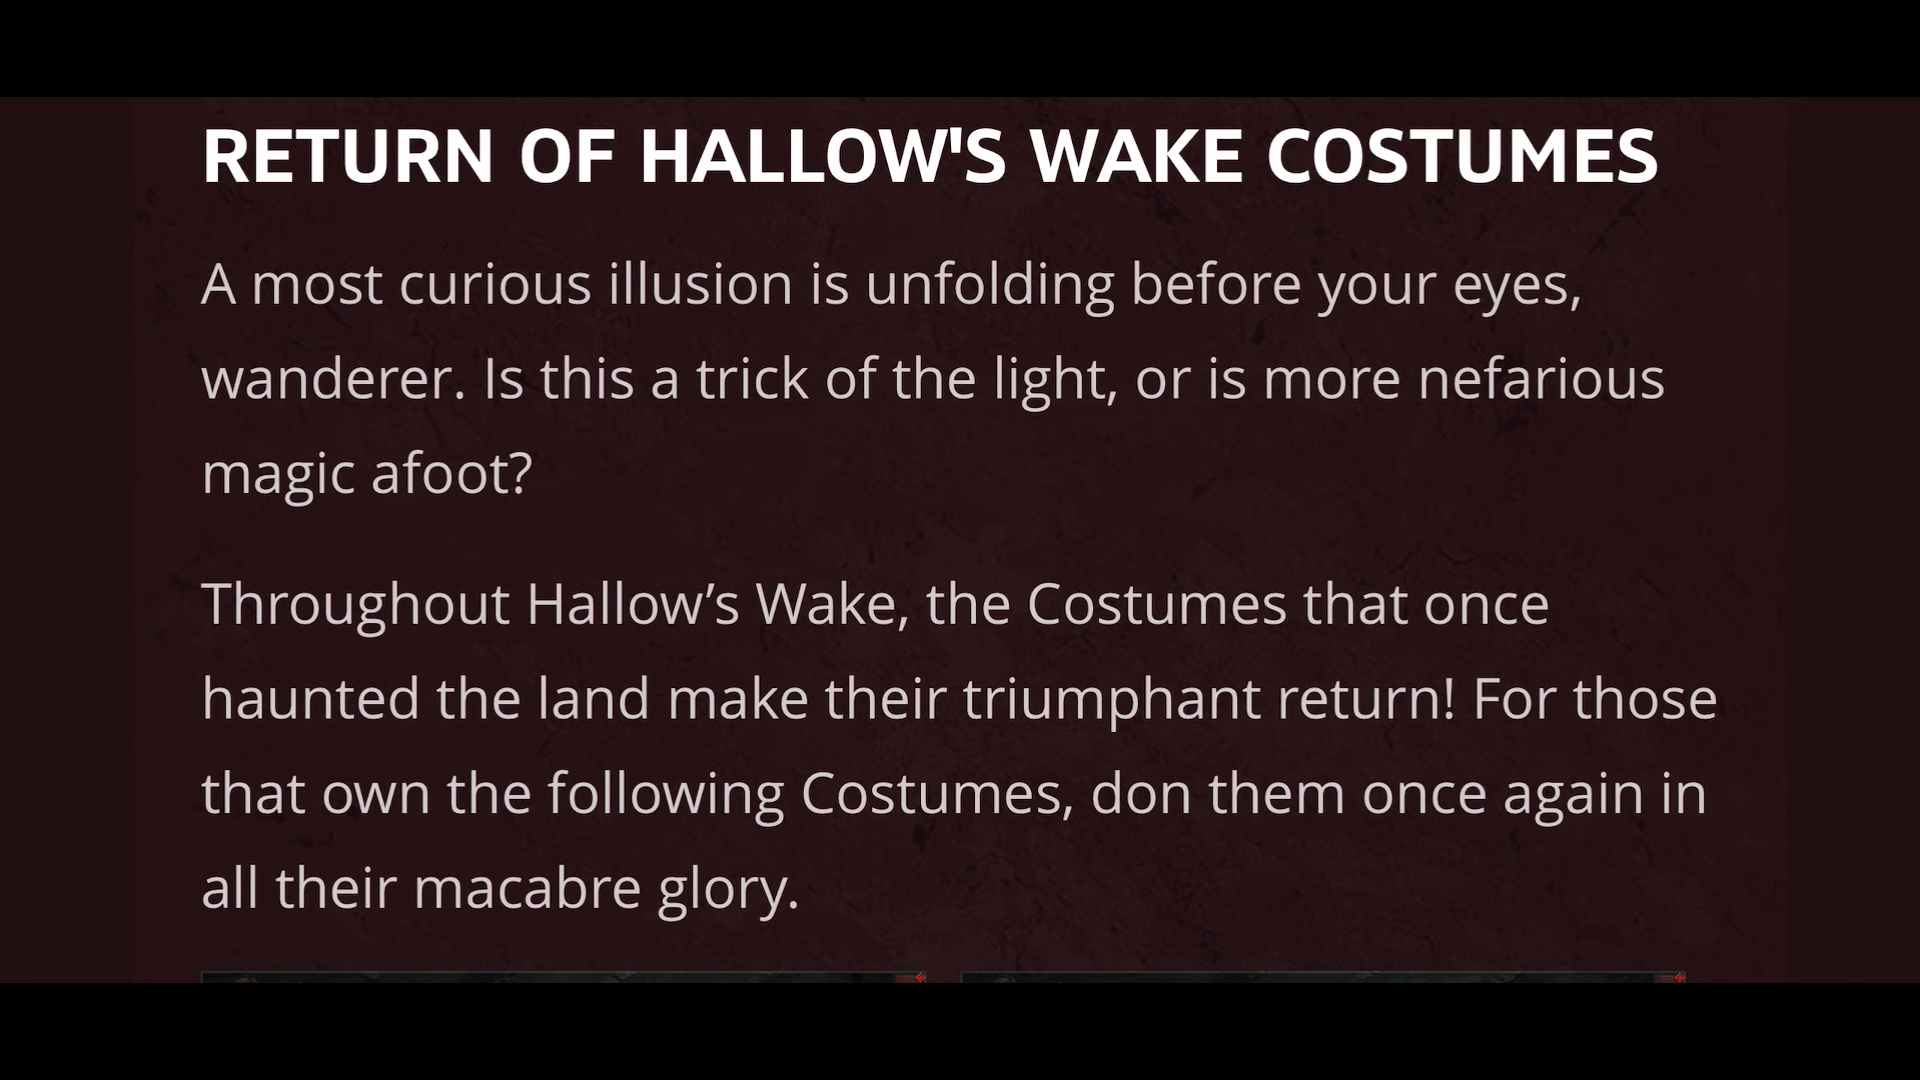 RETURN OF HALLOW'S WAKE COSTUMES
A most curious illusion is unfolding before your eyes,
wanderer. Is this a trick of the light, or is more nefarious
magic afoot?
Throughout Hallow’s Wake, the Costumes that once
haunted the land make their triumphant return! For those
that own the following Costumes, don them once again in
all their macabre glory.